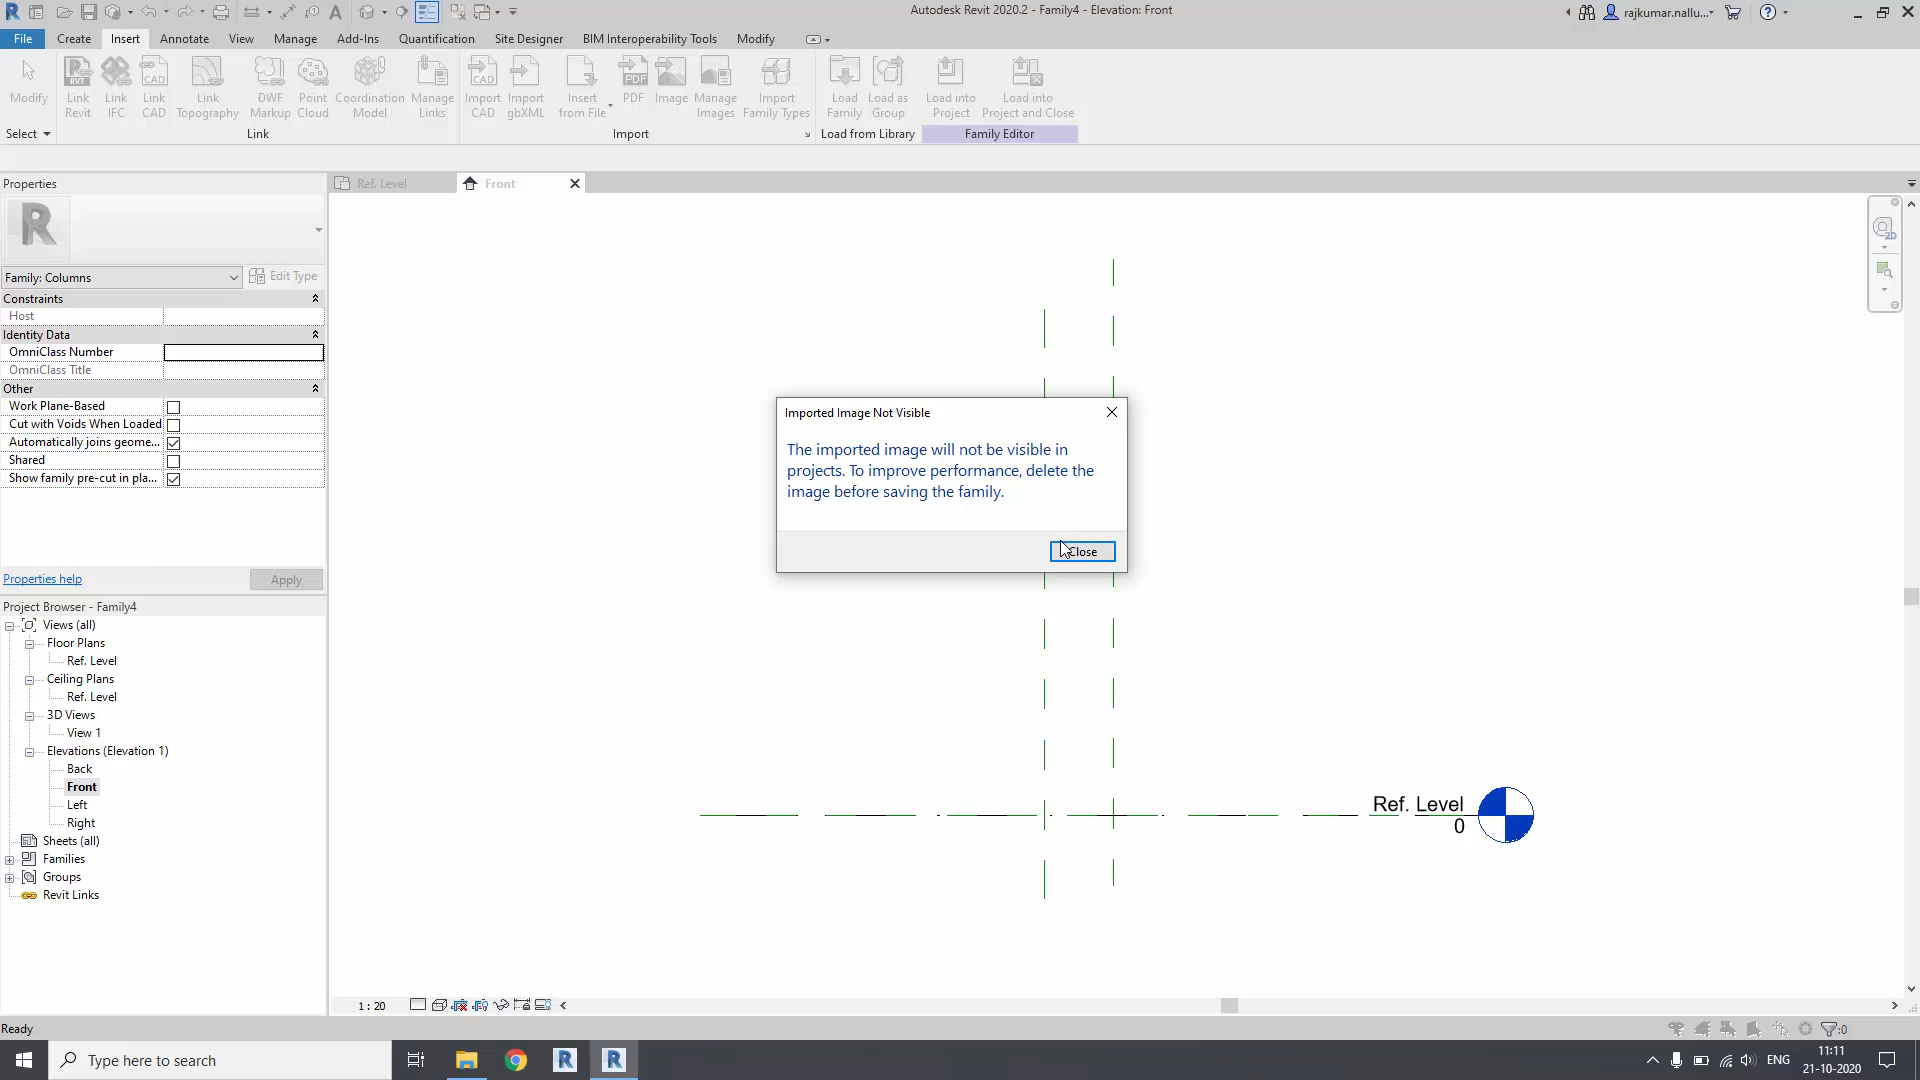 Autodesk Revit 2020.2 - Family4 - Elevation: Front
rajkumar.nallu...
File Create Insert Annotate View Manage Add-Ins Quantification Site Designer BIM Interoperability Tools Modify
Modify
Link Revit
Link IFC
Link CAD
Link Topography
DWF Markup
Point Cloud
Coordination Model
Manage Links
Import CAD
Import gbXML
Insert from File
PDF
Image
Manage Images
Import Family Types
Load Family
Load as Group
Load into Project
Load into Project and Close
Select
Link
Import
Load from Library
Family Editor
Properties
Ref. Level
Front
Family: Columns
Edit Type
Constraints
Host
Identity Data
OmniClass Number
OmniClass Title
Other
Work Plane-Based
Cut with Voids When Loaded
Automatically joins geome...
Shared
Show family pre-cut in pla...
Properties help
Apply
Imported Image Not Visible
The imported image will not be visible in
projects. To improve performance, delete the
image before saving the family.
Close
Project Browser - Family4
Views (all)
Floor Plans
Ref. Level
Ceiling Plans
Ref. Level
3D Views
View 1
Elevations (Elevation 1)
Back
Front
Left
Right
Sheets (all)
Families
Groups
Revit Links
Ref. Level
0
1 : 20
Ready
:0
Type here to search
ENG
11:11
21-10-2020